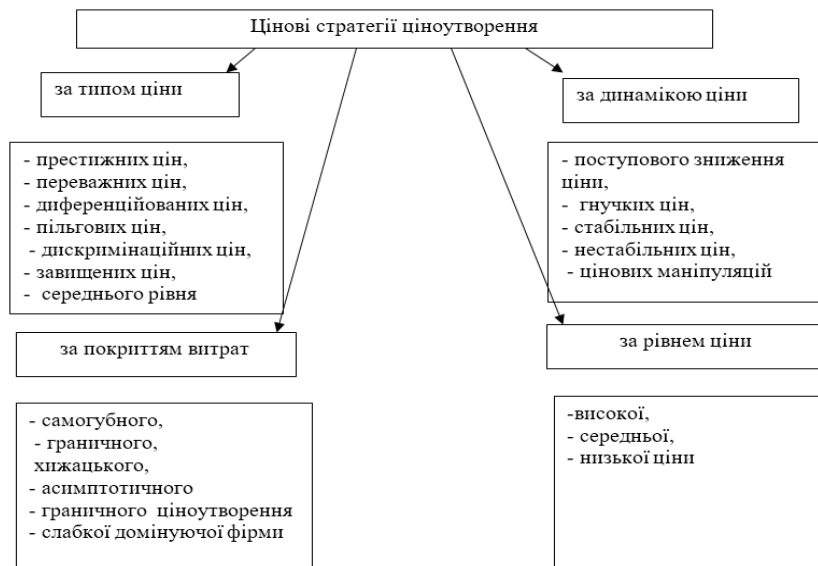 Цінові стратегії ціноутворення
за типом ціни
- престижних цін,
- переважних цін,
- диференційованих цін,
- пільгових цін,
- дискримінаційних цін,
- завищених цін,
- середнього рівня
за динамікою ціни
- поступового зниження
ціни,
- гнучких цін,
- стабільних цін,
- нестабільних цін,
- цінових маніпуляцій
за покриттям витрат
- самогубного,
- граничного,
хижацького,
- асимптотичного
- граничного ціноутворення
- слабкої домінуючої фірми
за рівнем ціни
-високої,
- середньої,
- низької ціни